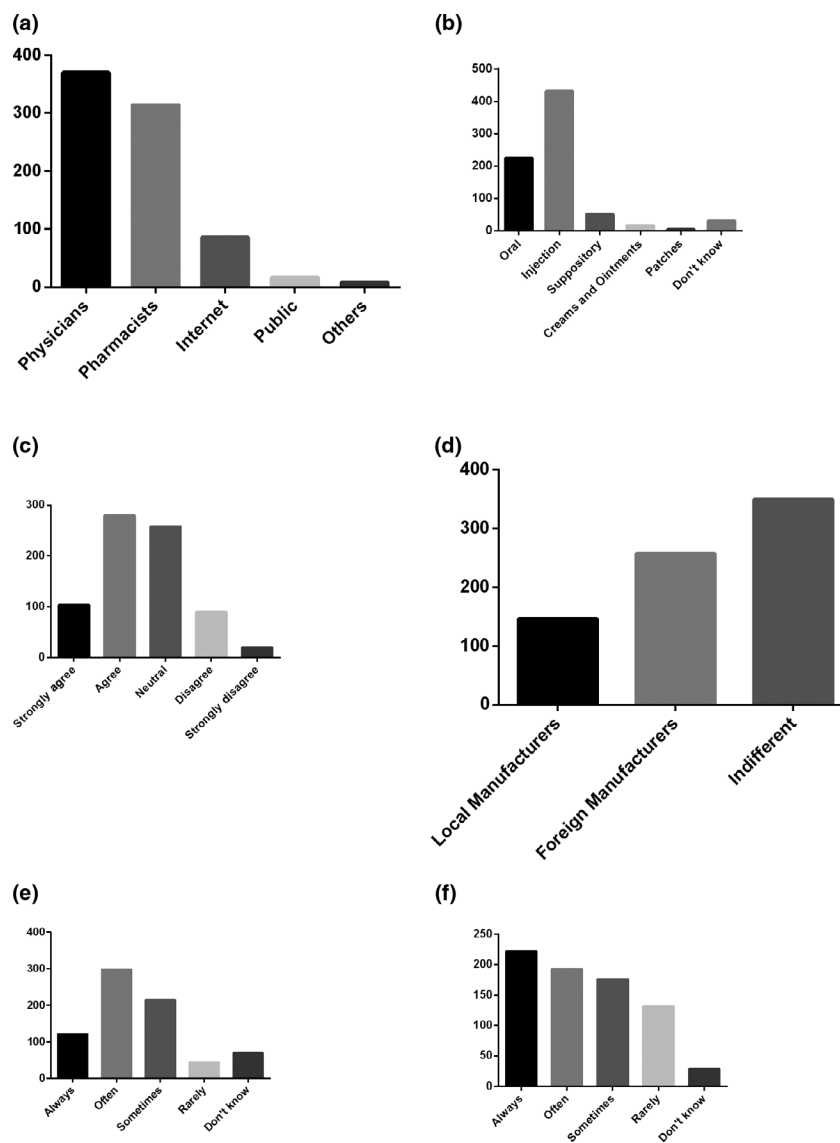 (a)
400
300
200
100
0
Physicians
Pharmacists
Internet
Public
Others
(b)
500
400
300
200
100
0
Oral
Injection
Suppository
Creams and Ointments
Patches
Don't know
(c)
300
200
100
0
Strongly agree
Agree
Neutral
Disagree
Strongly disagree
(d)
400
300
200
100
0
Local Manufacturers
Foreign Manufacturers
Indifferent
(e)
400
300
200
100
0
Always
Often
Sometimes
Rarely
Don't know
(f)
250
200
150
100
50
0
Always
Often
Sometimes
Rarely
Don't know